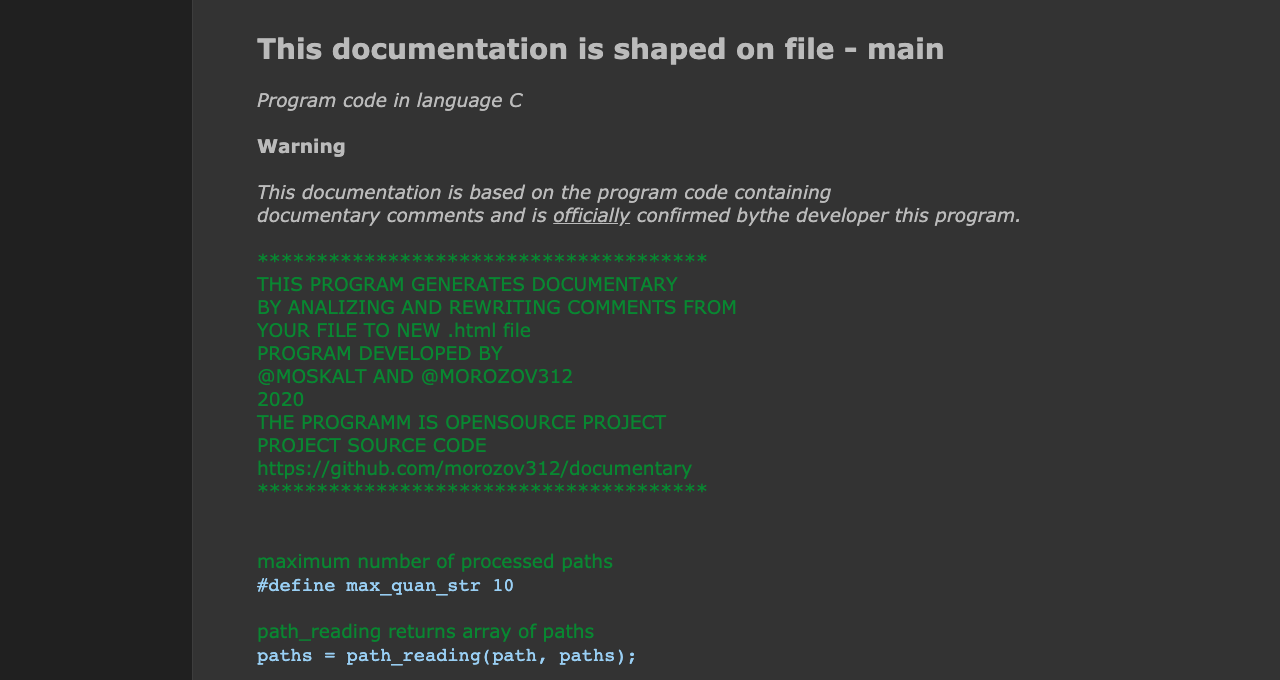 This documentation is shaped on file - main
Program code in language C
Warning
This documentation is based on the program code containing
documentary comments and is officially confirmed bythe developer this program.
**************************************
THIS PROGRAM GENERATES DOCUMENTARY
BY ANALIZING AND REWRITING COMMENTS FROM
YOUR FILE TO NEW .html file
PROGRAM DEVELOPED BY
@MOSKALT AND @MOROZOV312
2020
THE PROGRAMM IS OPENSOURCE PROJECT
PROJECT SOURCE CODE
https://github.com/morozov312/documentary
**************************************
maximum number of processed paths
#define max_quan_str 10
path_reading returns array of paths
paths = path_reading(path, paths);